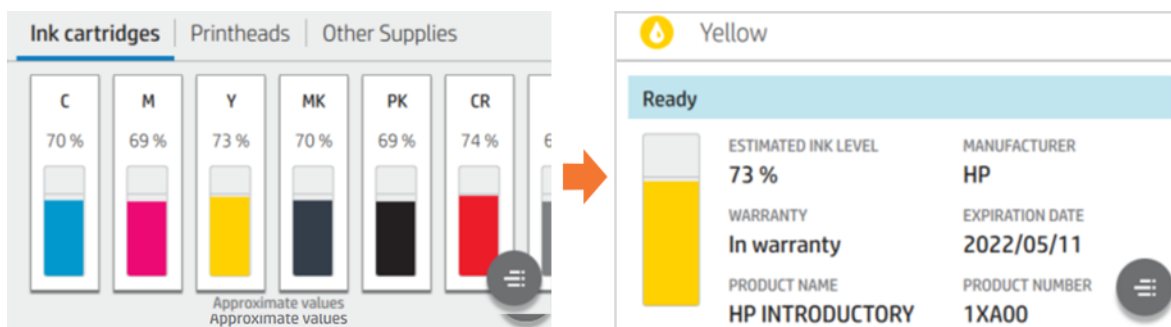 Ink cartridges Printheads Other Supplies
C M Y MK PK CR
70 % 69 % 73 % 70 % 69 % 74 % 6
Approximate values
Approximate values
Yellow
Ready
ESTIMATED INK LEVEL MANUFACTURER
73 % HP
WARRANTY EXPIRATION DATE
In warranty 2022/05/11
PRODUCT NAME PRODUCT NUMBER
HP INTRODUCTORY 1XA00